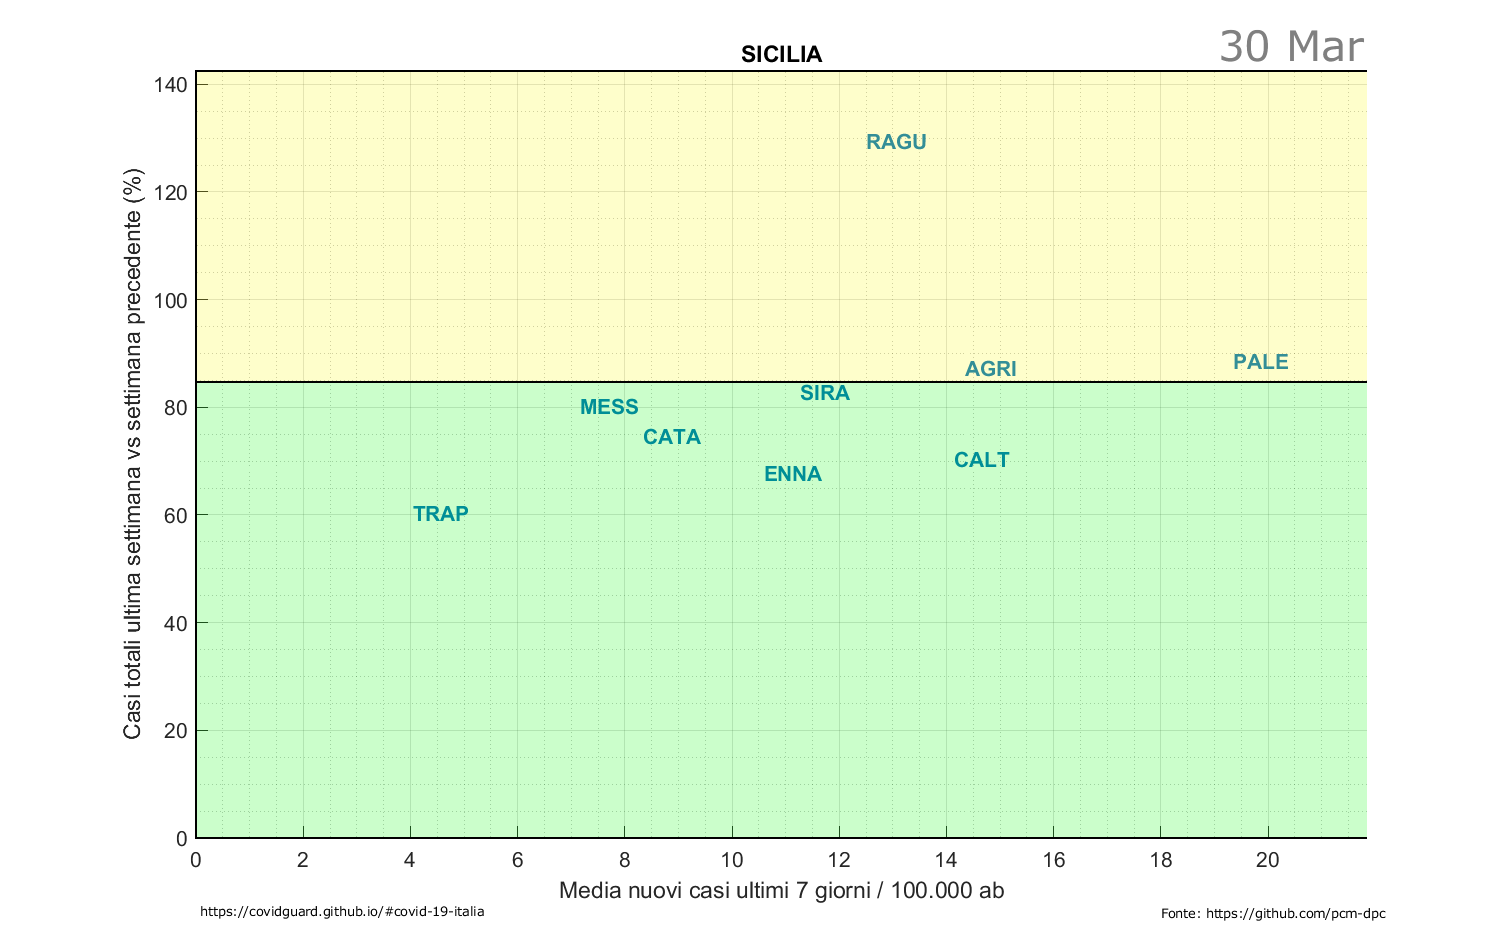 30 Mar
SICILIA
140
120
100
80
60
40
20
0
Casi totali ultima settimana vs settimana precedente (%)
RAGU
PALE
AGRI
SIRA
MESS
CATA
CALT
ENNA
TRAP
0 2 4 6 8 10 12 14 16 18 20
Media nuovi casi ultimi 7 giorni / 100.000 ab
https://covidguard.github.io/#covid-19-italia
Fonte: https://github.com/pcm-dpc